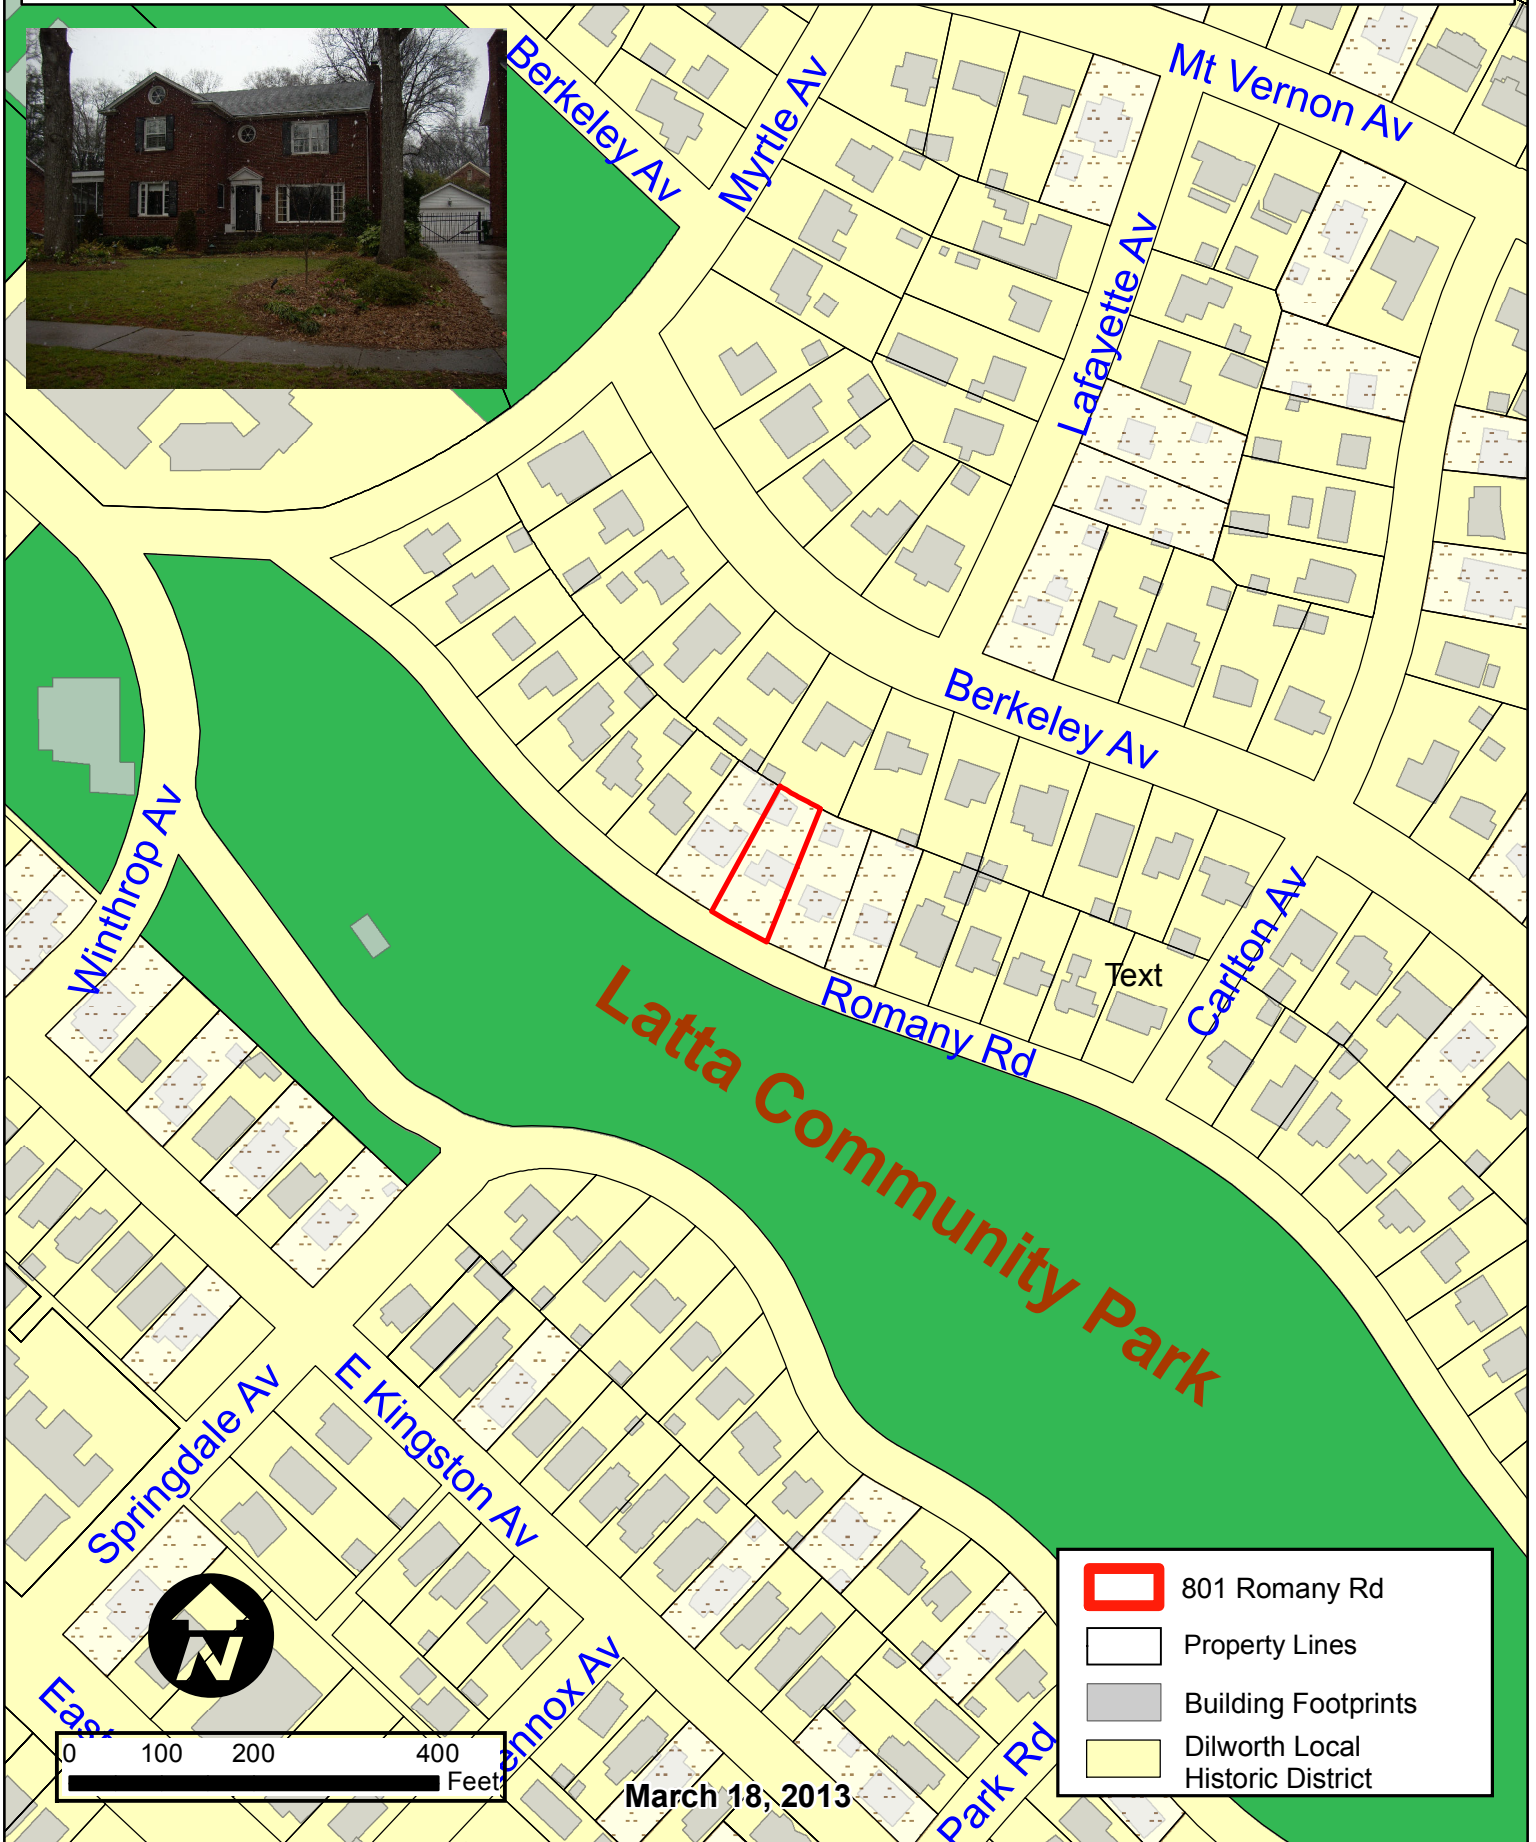 Mt Vernon Av
Berkeley Av
Myrtle Av
Lafayette Av
Berkeley Av
Winthrop Av
Carlton Av
Text
Romany Rd
Latta Community Park
E Kingston Av
Springdale Av
801 Romany Rd
Property Lines
Building Footprints
Dilworth Local
Historic District
N
ennox Av
Eas
Park Rd
0 100 200 400
Feet
March 18, 2013